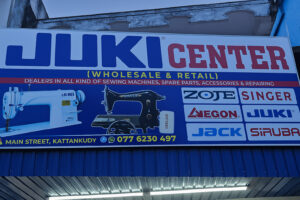 JUKI CENTER
(WHOLESALE & RETAIL)
DEALERS IN ALL KIND OF SEWING MACHINES, SPARE PARTS, ACCESSORIES & REPAIRING
ZOJE SINGER
AEGON JUKI
JACK SIRUBA
MAIN STREET, KATTANKUDY 077 6230 497